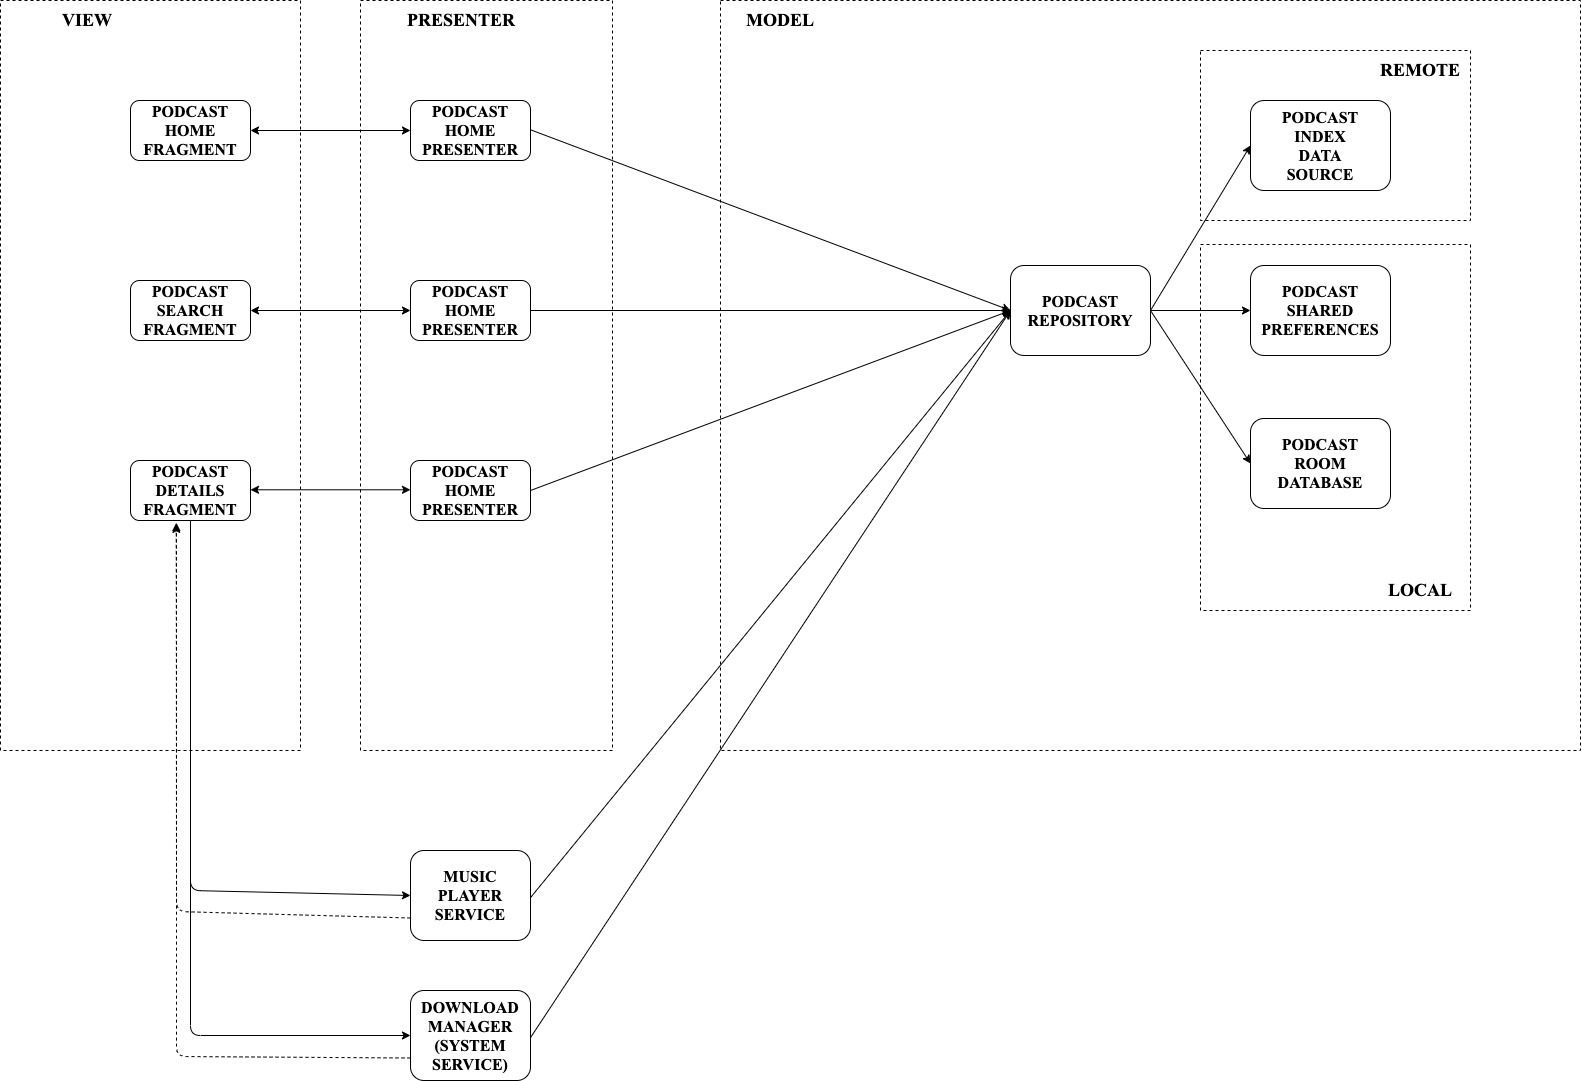 VIEW
PRESENTER
MODEL
REMOTE
PODCAST
HOME
FRAGMENT
PODCAST
HOME
PRESENTER
PODCAST
INDEX
DATA
SOURCE
PODCAST
SEARCH
FRAGMENT
PODCAST
HOME
PRESENTER
PODCAST
REPOSITORY
PODCAST
SHARED
PREFERENCES
PODCAST
DETAILS
FRAGMENT
PODCAST
HOME
PRESENTER
PODCAST
ROOM
DATABASE
LOCAL
MUSIC
PLAYER
SERVICE
DOWNLOAD
MANAGER
(SYSTEM
SERVICE)